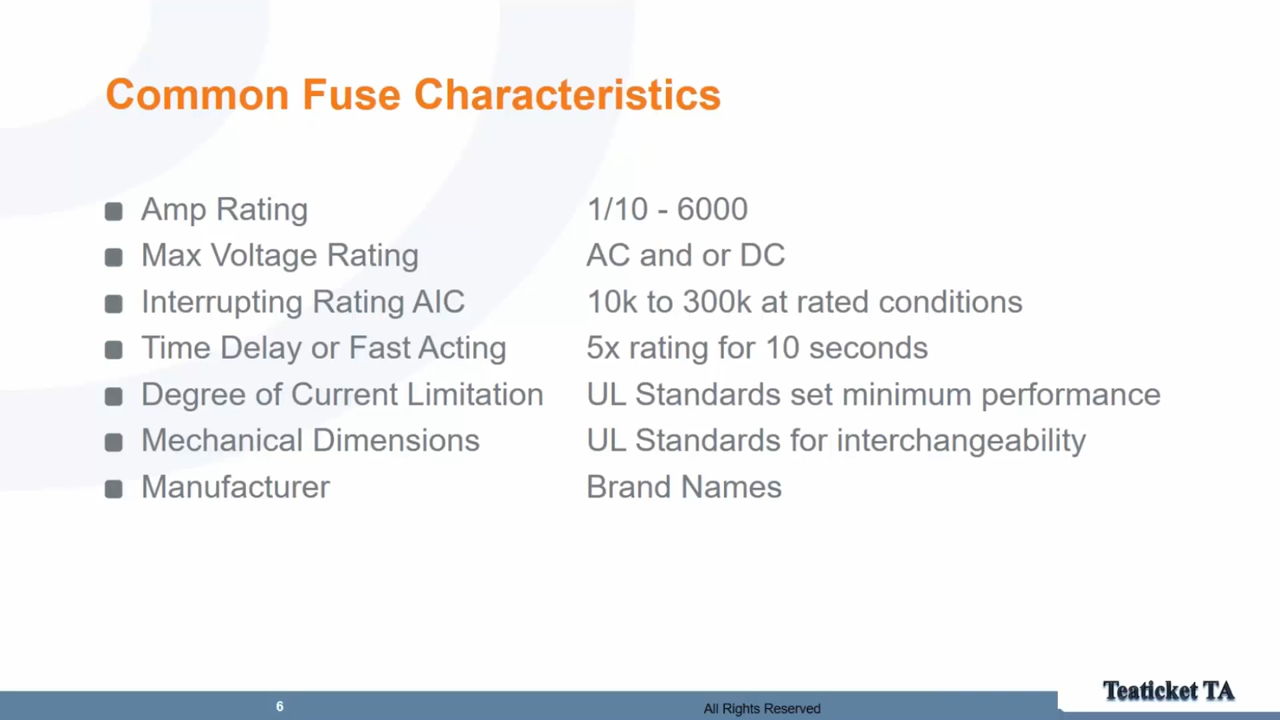 Common Fuse Characteristics
Amp Rating 1/10 - 6000
Max Voltage Rating AC and or DC
Interrupting Rating AIC 10k to 300k at rated conditions
Time Delay or Fast Acting 5x rating for 10 seconds
Degree of Current Limitation UL Standards set minimum performance
Mechanical Dimensions UL Standards for interchangeability
Manufacturer Brand Names
6 All Rights Reserved Teaticket TA